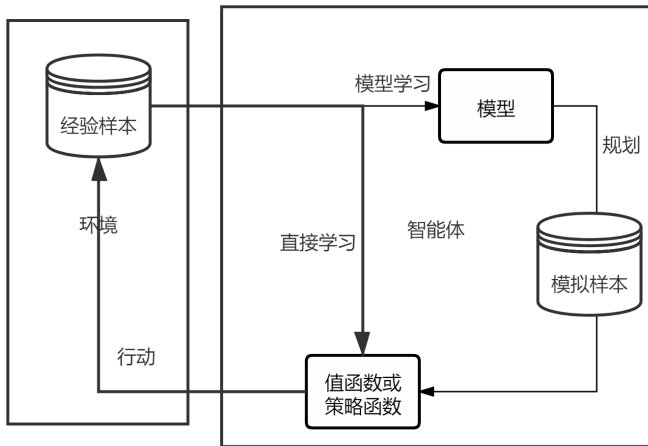 模型学习
模型
经验样本
规划
环境
直接学习
智能体
模拟样本
行动
值函数或
策略函数